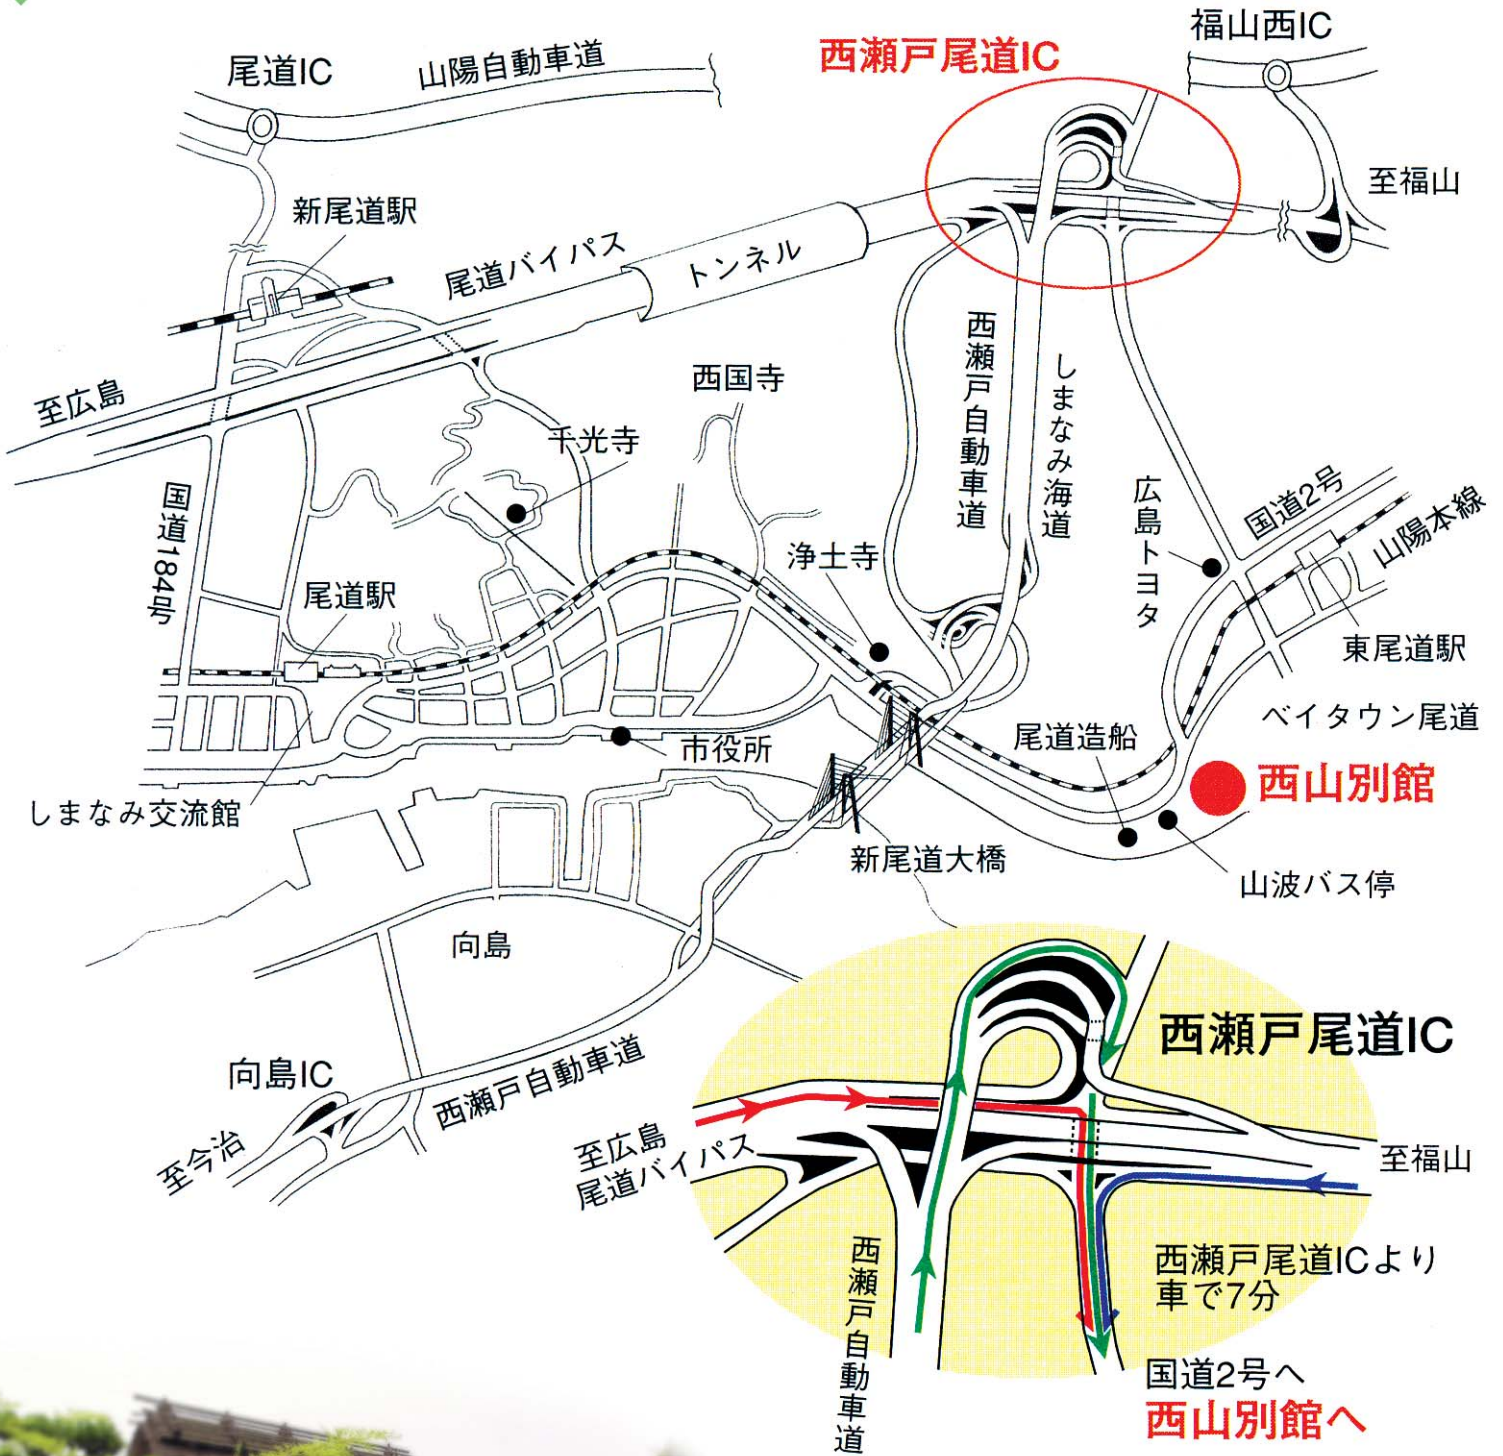 福山西IC
西瀬戸尾道IC
尾道IC
山陽自動車道
至福山
新尾道駅
尾道バイパス
トンネル
至広島
西国寺
千光寺
西瀬戸自動車道
しまなみ海道
国道184号
広島トヨタ
国道2号
山陽本線
浄土寺
尾道駅
東尾道駅
ベイタウン尾道
尾道造船
市役所
西山別館
しまなみ交流館
新尾道大橋
山波バス停
向島
西瀬戸尾道IC
向島IC
西瀬戸自動車道
至今治
至広島
尾道バイパス
至福山
西瀬戸自動車道
西瀬戸尾道ICより
車で7分
国道2号へ
西山別館へ